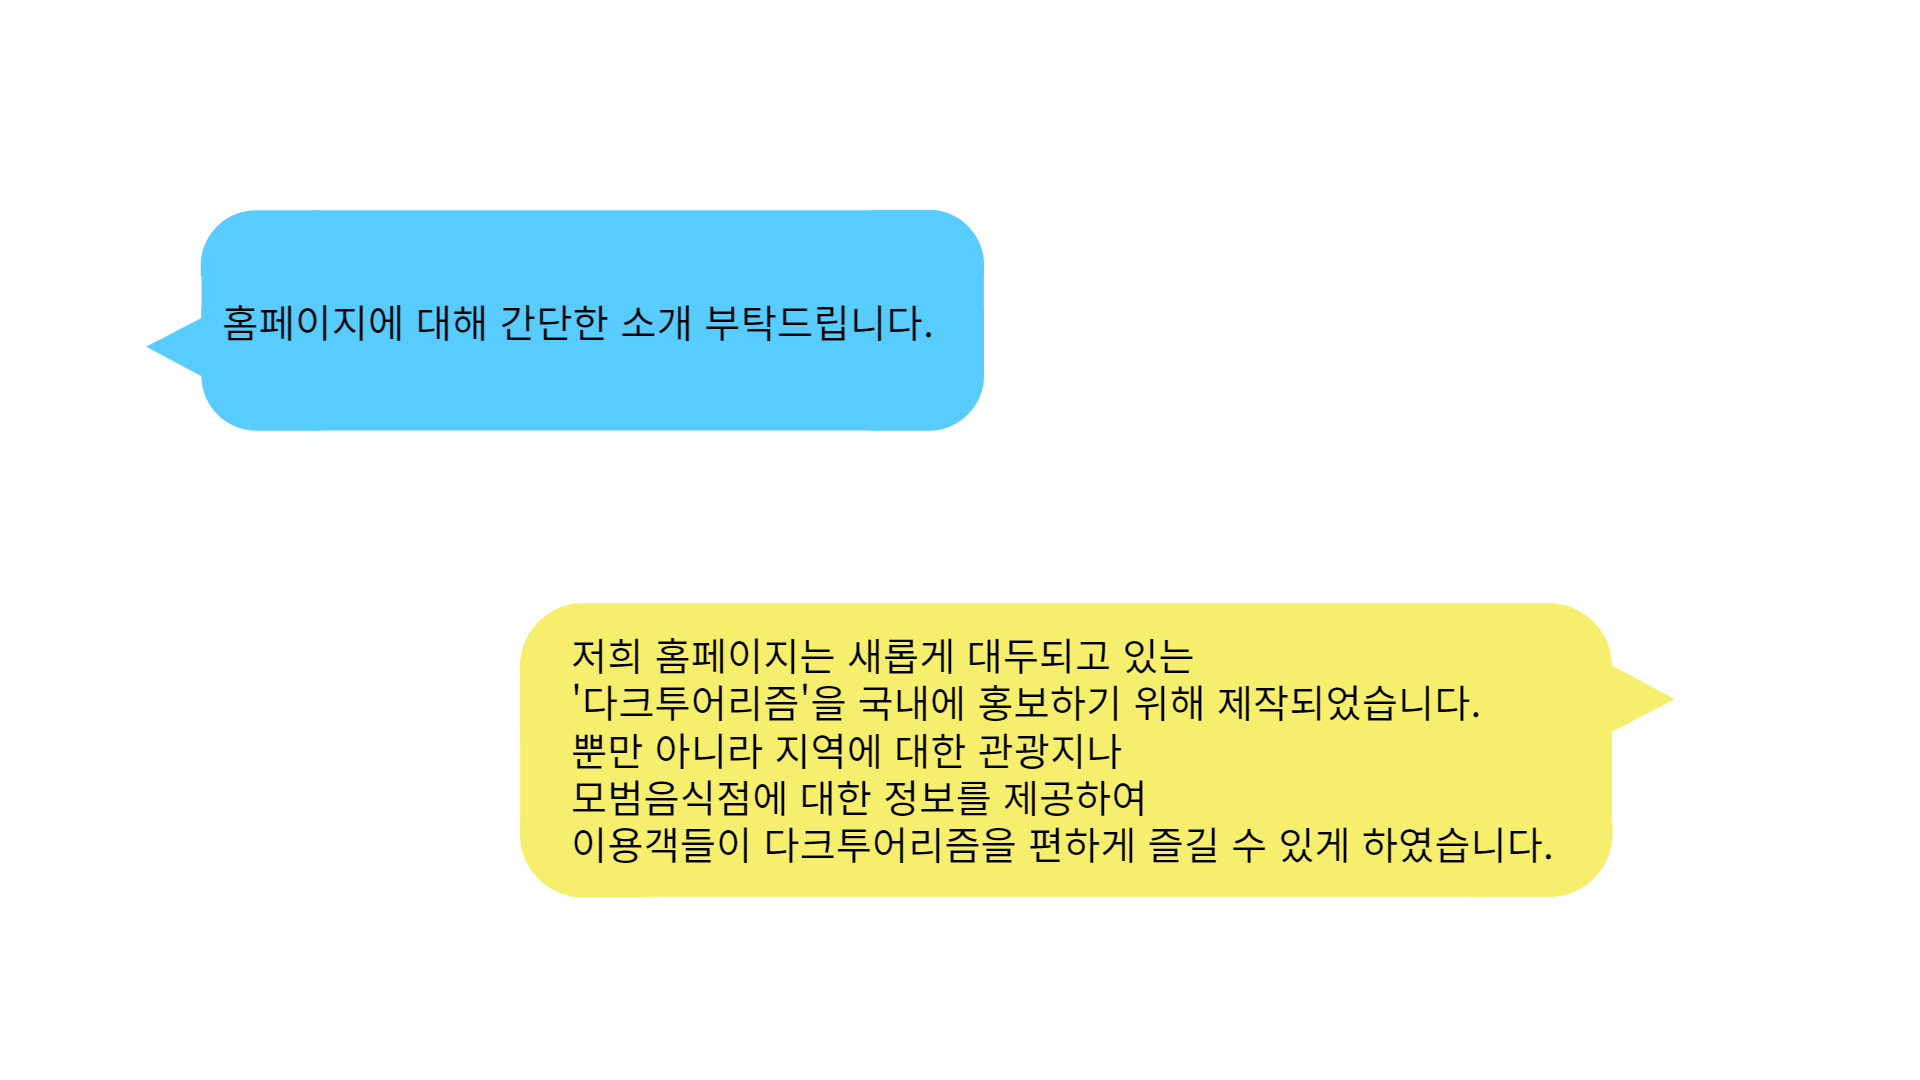 홈페이지에 대해 간단한 소개 부탁드립니다.
저희 홈페이지는 새롭게 대두되고 있는
'다크투어리즘'을 국내에 홍보하기 위해 제작되었습니다.
뿐만 아니라 지역에 대한 관광지나
모범음식점에 대한 정보를 제공하여
이용객들이 다크투어리즘을 편하게 즐길 수 있게 하였습니다.